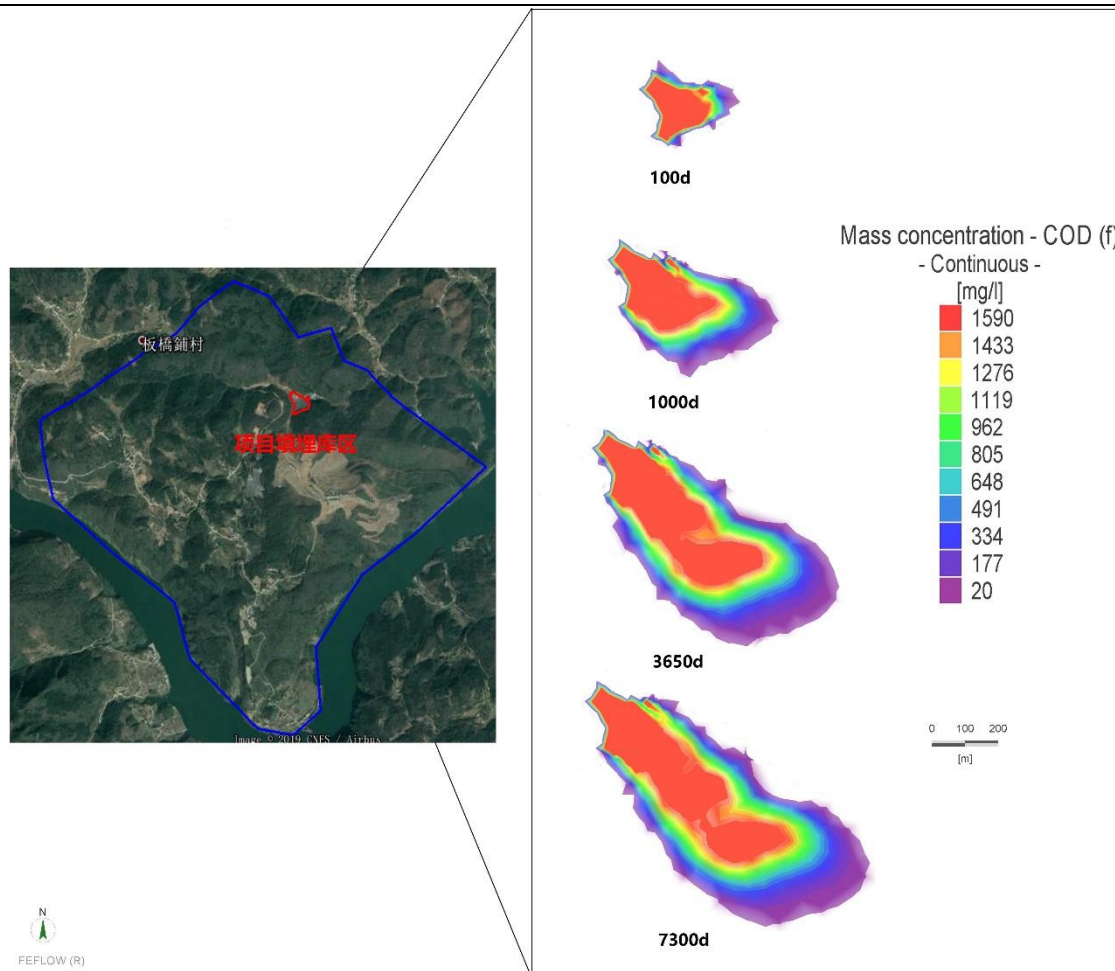 板橋鋪村
项目填埋库区
Image © 2019 CNES / Airbus
N
FEFLOW (R)
100d
1000d
3650d
7300d
Mass concentration - COD (f)
- Continuous -
[mg/l]
1590
1433
1276
1119
962
805
648
491
334
177
20
0 100 200
[m]